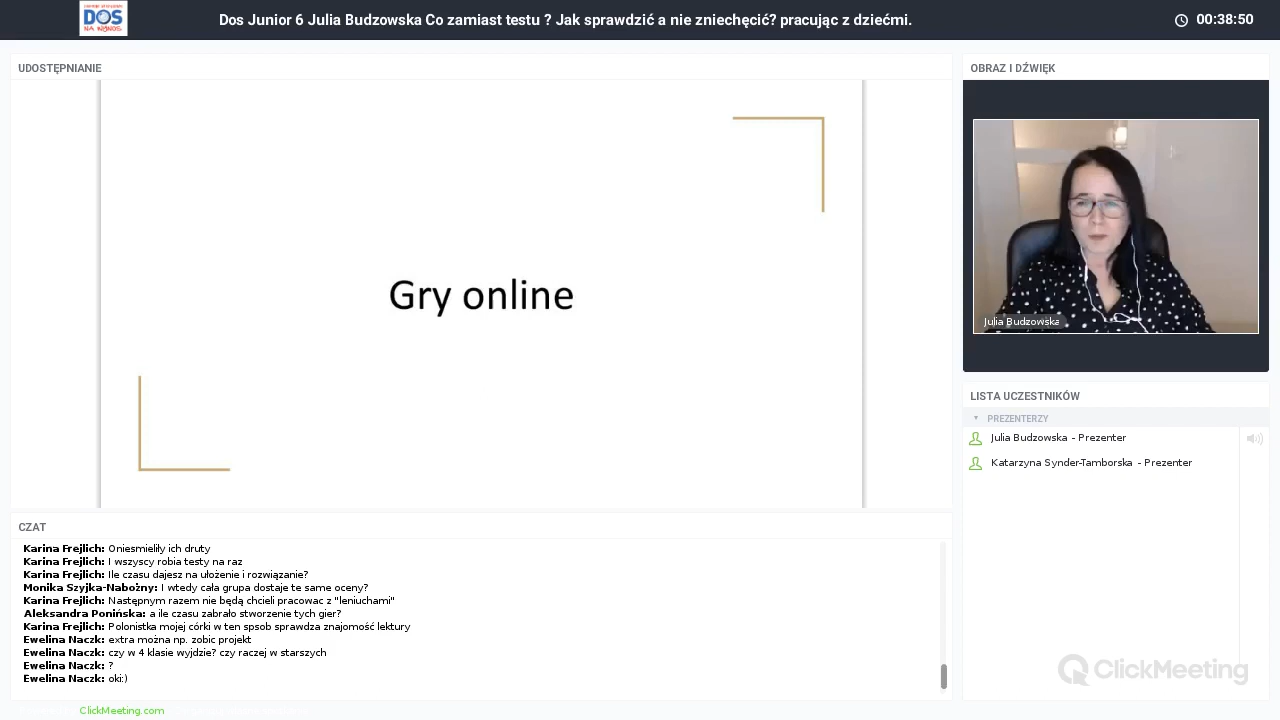 DOS
NA WYNOS
Dos Junior 6 Julia Budzowska Co zamiast testu ? Jak sprawdzić a nie zniechęcić? pracując z dziećmi.
00:38:50
UDOSTĘPNIANIE
Gry online
OBRAZ I DŹWIĘK
Julia Budzowska
LISTA UCZESTNIKÓW
PREZENTERZY
Julia Budzowska - Prezenter
Katarzyna Synder-Tamborska - Prezenter
CZAT
Karina Frejlich: Oniesmieliły ich druty
Karina Frejlich: I wszyscy robia testy na raz
Karina Frejlich: Ile czasu dajesz na ułożenie i rozwiązanie?
Monika Szyjka-Nabożny: I wtedy cała grupa dostaje te same oceny?
Karina Frejlich: Następnym razem nie będą chcieli pracowac z "leniuchami"
Aleksandra Ponińska: a ile czasu zabrało stworzenie tych gier?
Karina Frejlich: Polonistka mojej córki w ten spsob sprawdza znajomość lektury
Ewelina Naczk: extra można np. zobic projekt
Ewelina Naczk: czy w 4 klasie wyjdzie? czy raczej w starszych
Ewelina Naczk: ?
Ewelina Naczk: oki:)
ClickMeeting
ClickMeeting.com